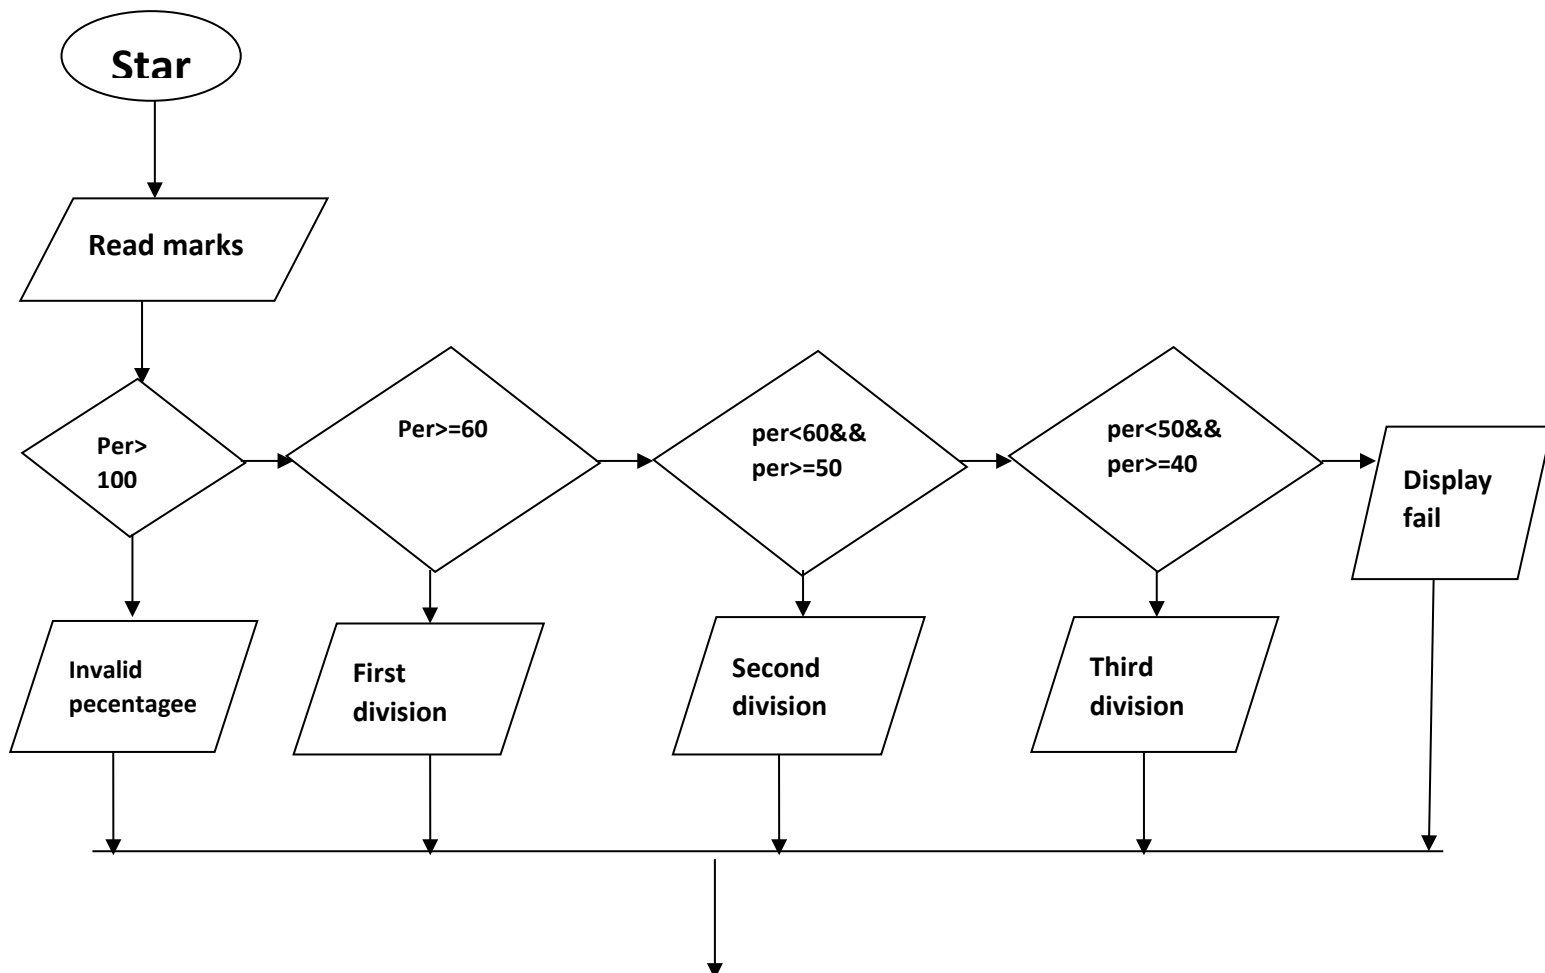 Star
Read marks
Per>
100
Per>=60
per<60&&
per>=50
per<50&&
per>=40
Display
fail
Invalid
pecentagee
First
division
Second
division
Third
division